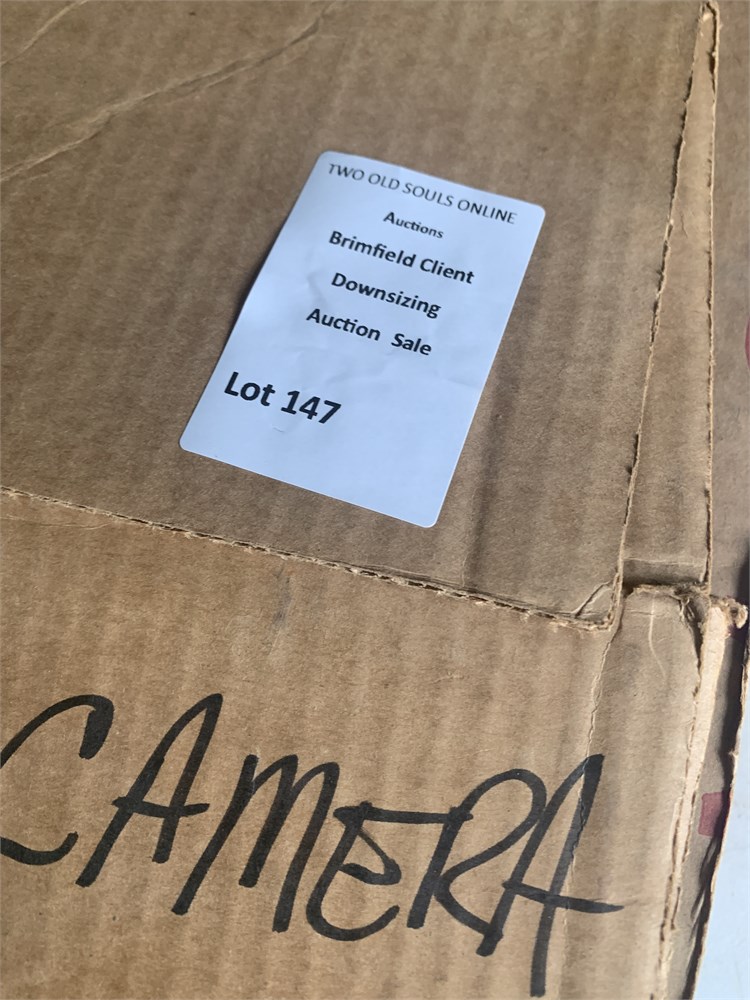 TWO OLD SOULS ONLINE
Auctions
Brimfield Client
Downsizing
Auction Sale
Lot 147
CAMERA